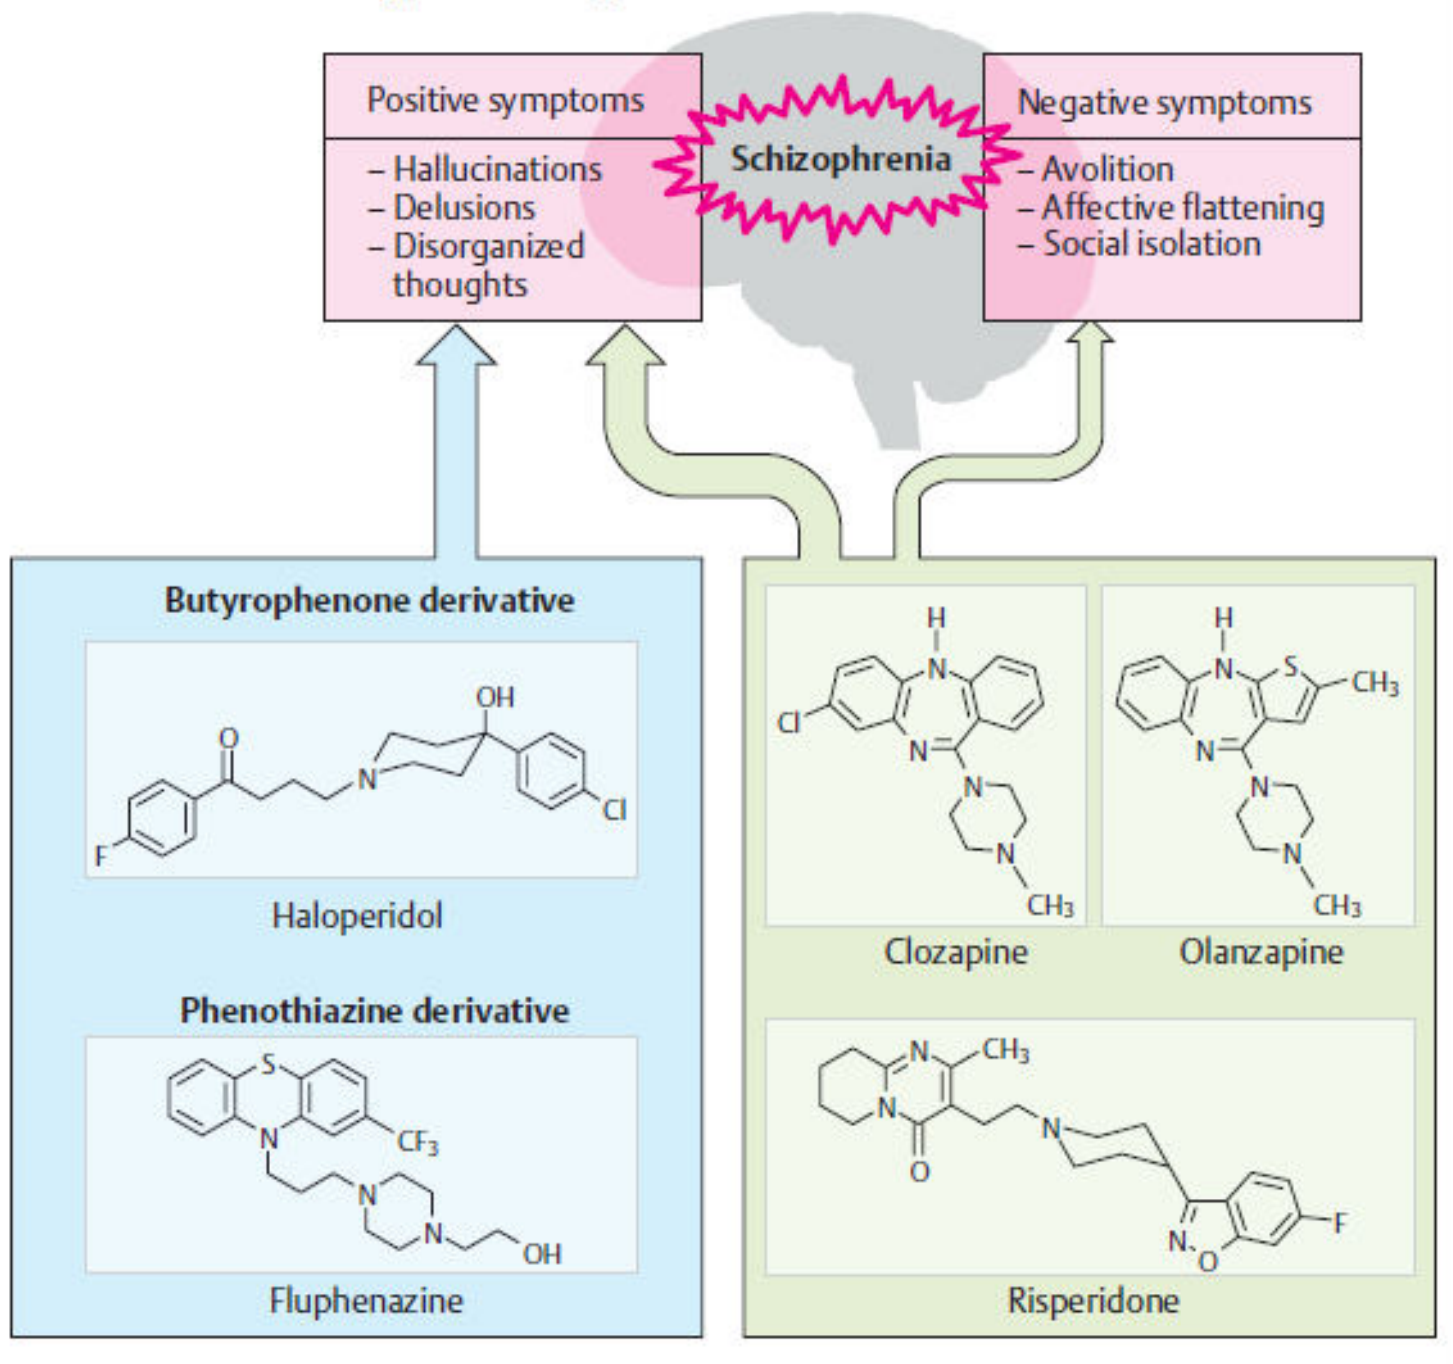 Positive symptoms
– Hallucinations
– Delusions
– Disorganized
thoughts
Schizophrenia
Negative symptoms
– Avolition
– Affective flattening
– Social isolation
Butyrophenone derivative
O
N
OH
F
Cl
Haloperidol
Phenothiazine derivative
S
N
CF3
N
N
OH
Fluphenazine
H
N
Cl
N
N
N
CH3
Clozapine
H
N
S
CH3
N
N
N
CH3
Olanzapine
N
CH3
N
O
N
N
O
F
Risperidone